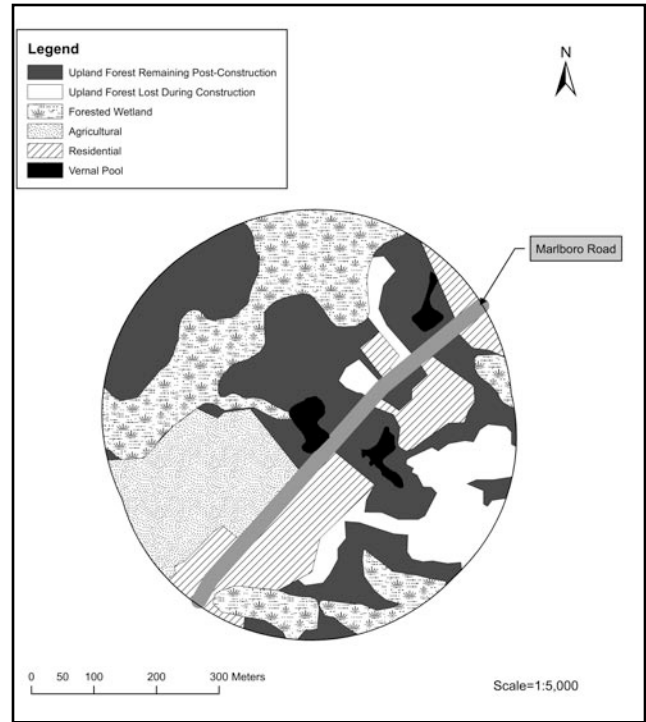 Legend
Upland Forest Remaining Post-Construction
Upland Forest Lost During Construction
Forested Wetland
Agricultural
Residential
Vernal Pool
N
Marlboro Road
0 50 100 200 300 Meters
Scale=1:5,000